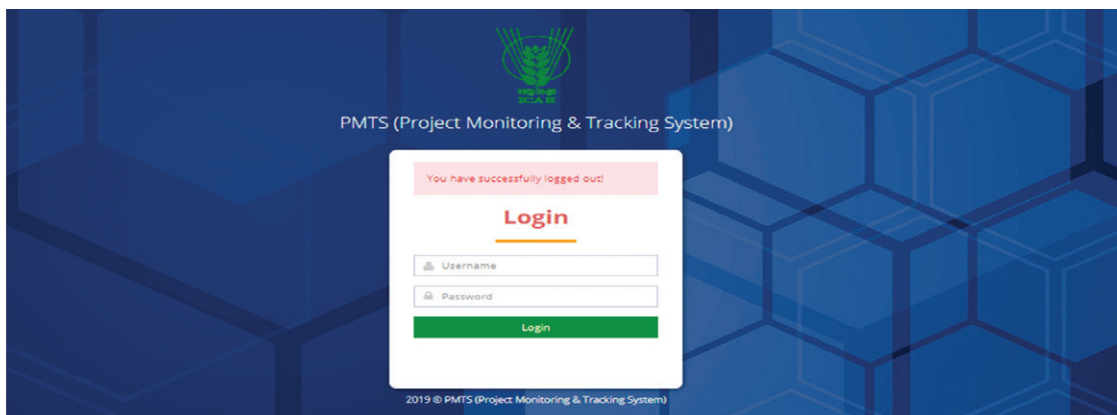 ICAR
PMTS (Project Monitoring & Tracking System)
You have successfully logged out!
Login
Username
Password
Login
2019 © PMTS (Project Monitoring & Tracking System)